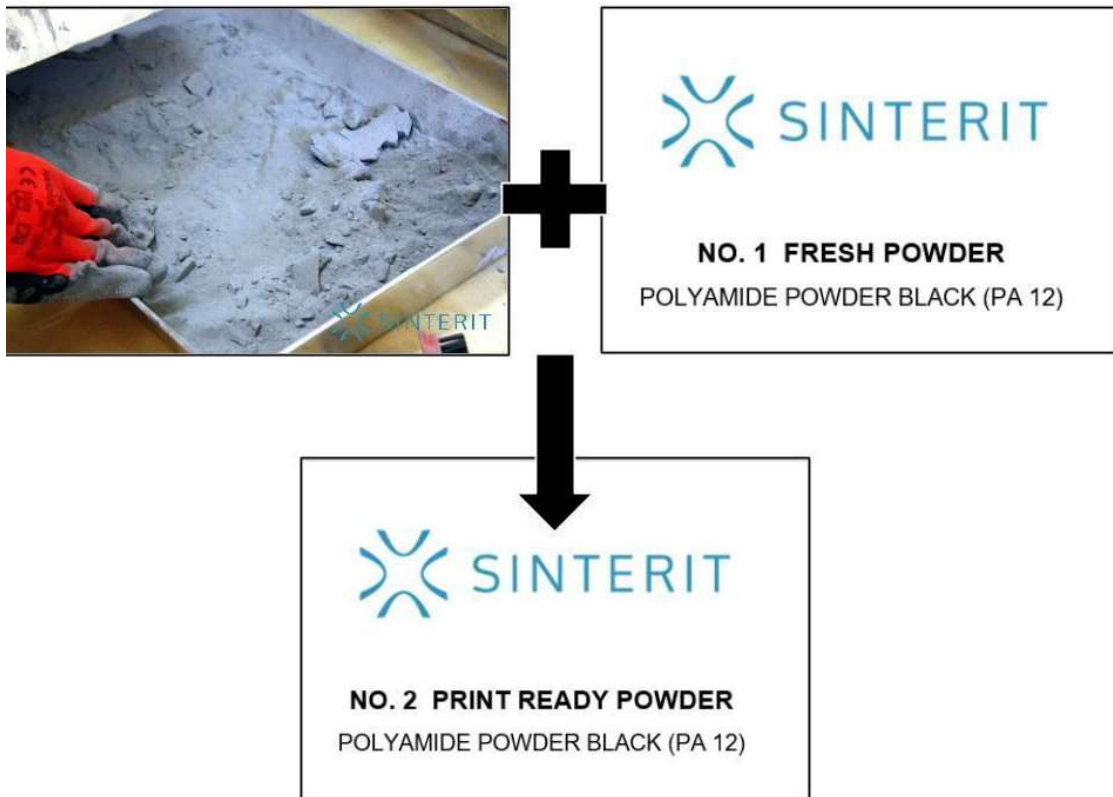 SINTERIT
SINTERIT
NO. 1 FRESH POWDER
POLYAMIDE POWDER BLACK (PA 12)
SINTERIT
NO. 2 PRINT READY POWDER
POLYAMIDE POWDER BLACK (PA 12)